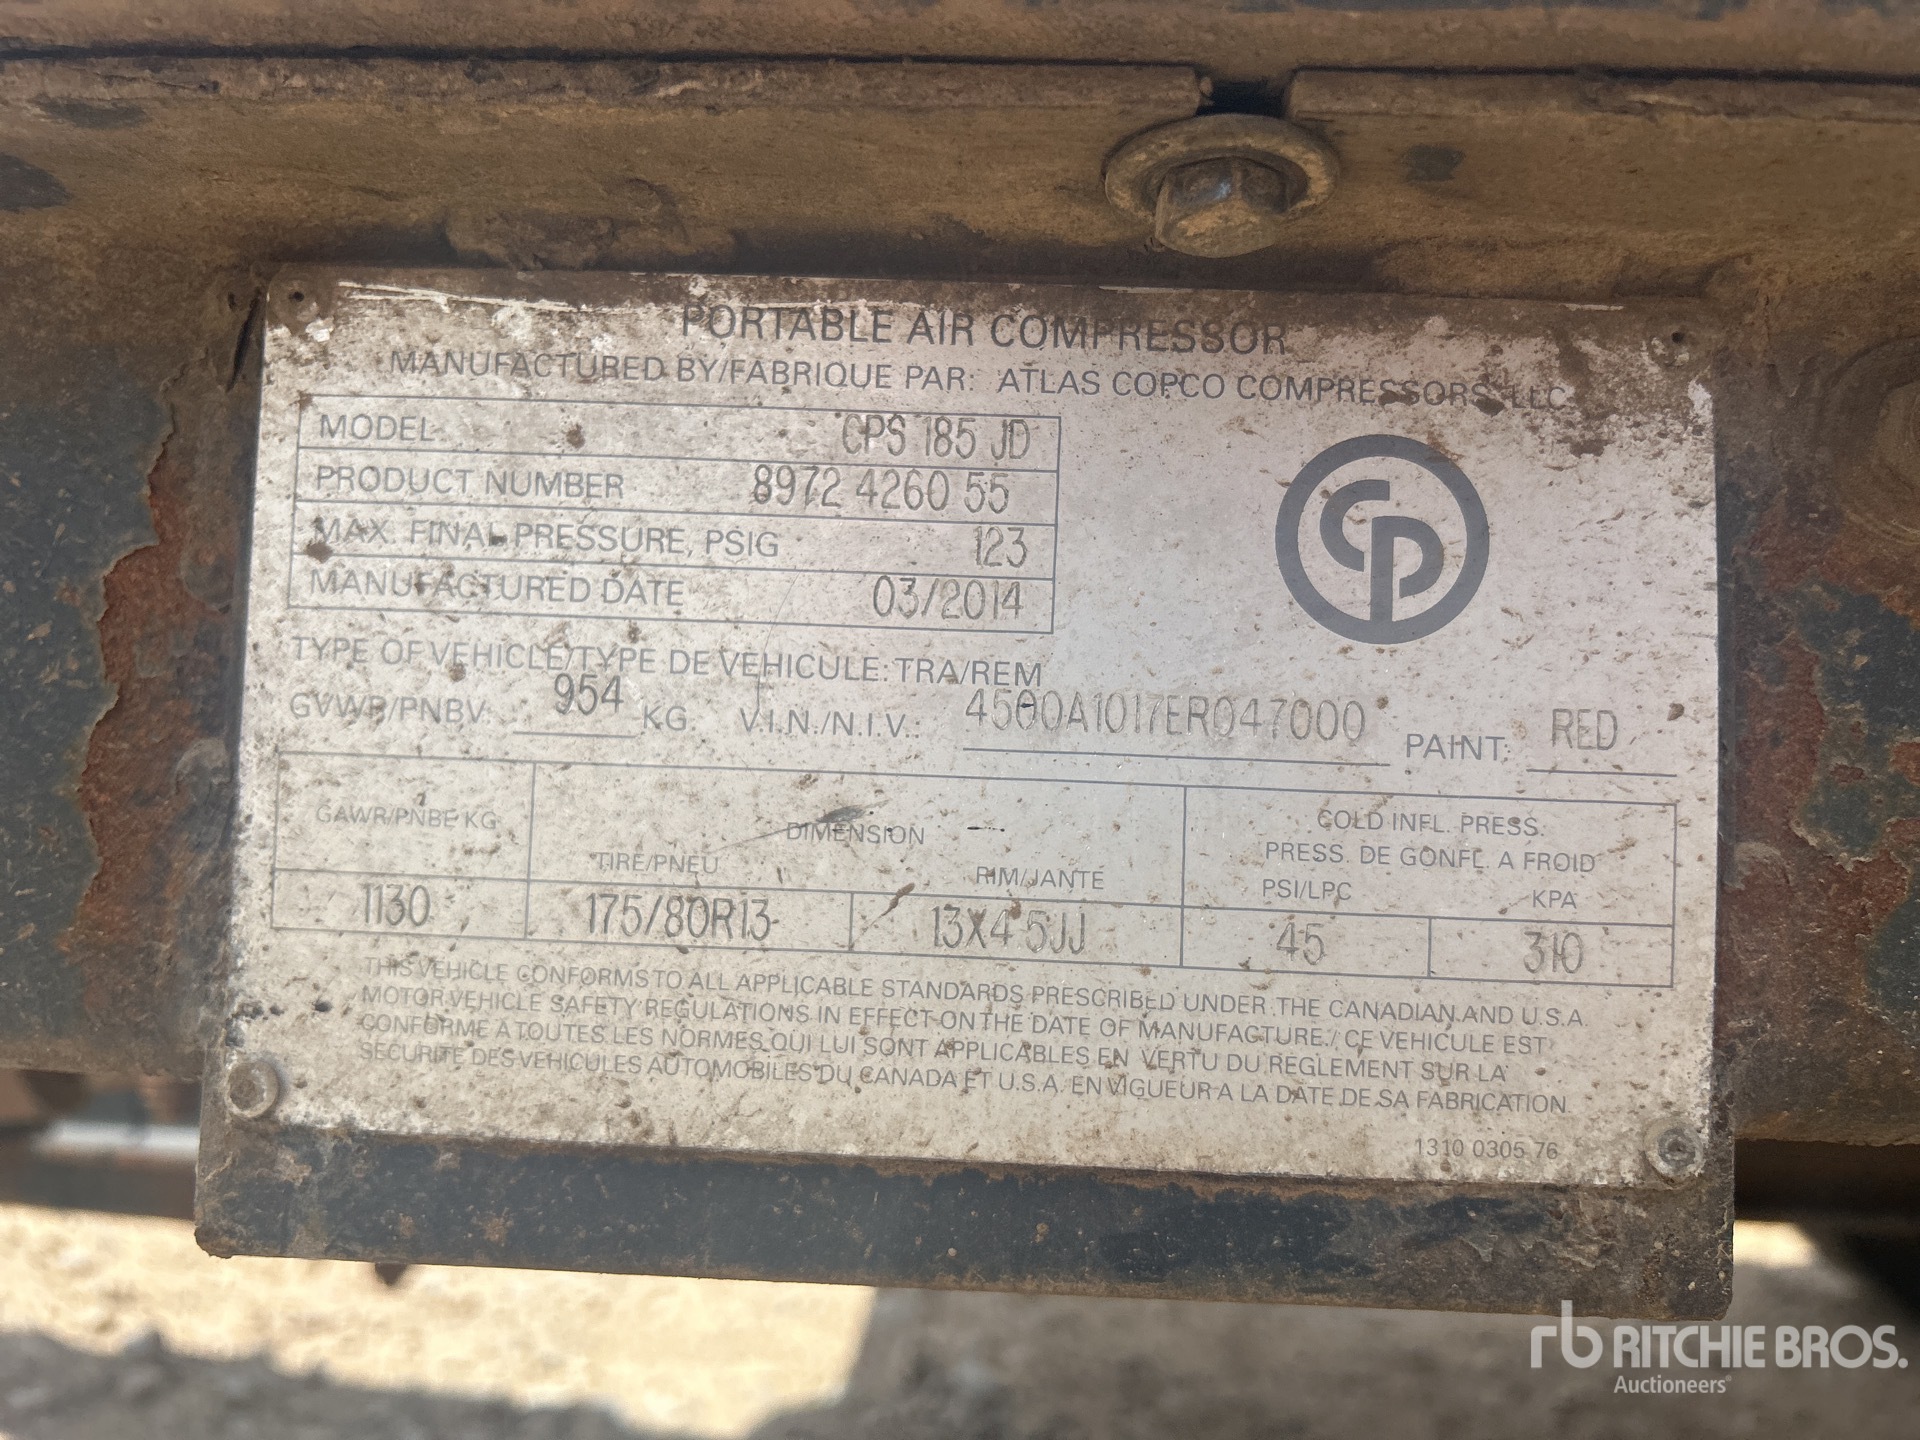 PORTABLE AIR COMPRESSOR
MANUFACTURED BY/FABRIQUE PAR: ATLAS COPCO COMPRESSORS LLC
MODEL CPS 185 JD
PRODUCT NUMBER 8972 4260 55
MAX. FINAL PRESSURE, PSIG 123
MANUFACTURED DATE 03/2014
CP
TYPE OF VEHICLE/TYPE DE VEHICULE: TRA/REM
GVWR/PNBV: 954 KG. V.I.N./N.I.V.: 4500A1017ER047000 PAINT: RED
GAWR/PNBE KG DIMENSION COLD INFL. PRESS.
PRESS. DE GONFL. A FROID
TIRE/PNEU RIM/JANTE PSI/LPC KPA
1130 175/80R13 13X4.5JJ 45 310
THIS VEHICLE CONFORMS TO ALL APPLICABLE STANDARDS PRESCRIBED UNDER THE CANADIAN AND U.S.A.
MOTOR VEHICLE SAFETY REGULATIONS IN EFFECT ON THE DATE OF MANUFACTURE./ CE VEHICULE EST
CONFORME A TOUTES LES NORMES QUI LUI SONT APPLICABLES EN VERTU DU REGLEMENT SUR LA
SECURITE DES VEHICULES AUTOMOBILES DU CANADA ET U.S.A. EN VIGUEUR A LA DATE DE SA FABRICATION.
1310 0305 76
rb RITCHIE BROS.
Auctioneers